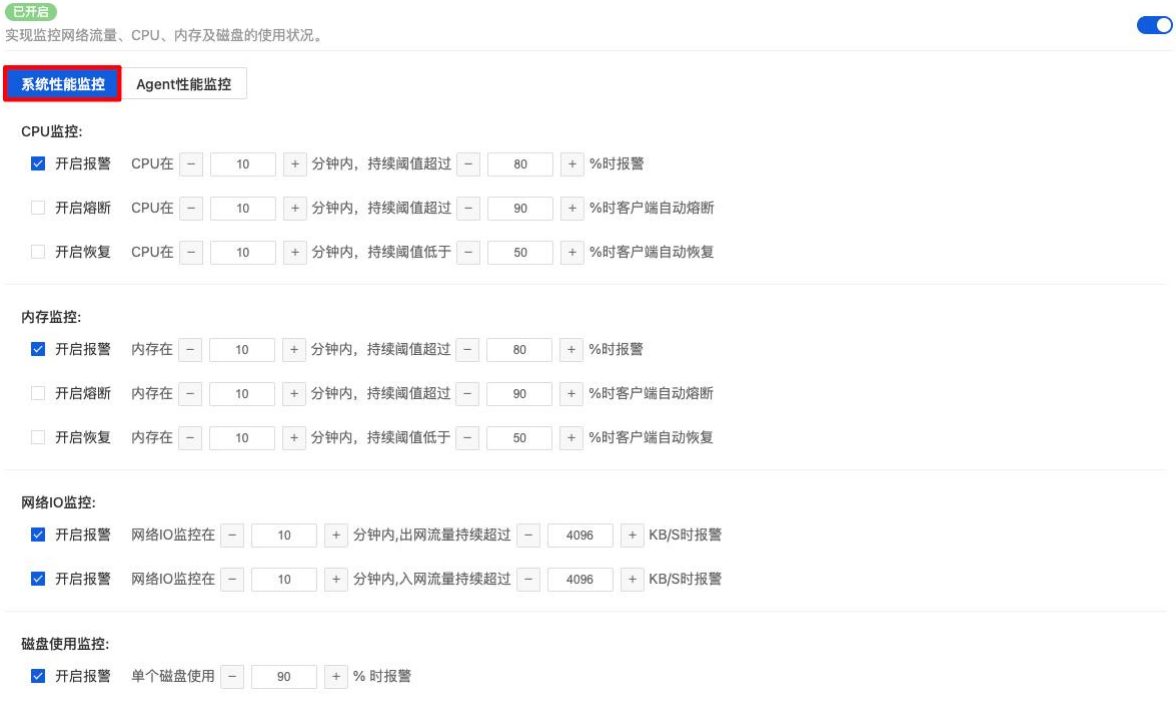 已开启
实现监控网络流量、CPU、内存及磁盘的使用状况。
系统性能监控 Agent性能监控
CPU监控:
开启报警 CPU在 − 10 + 分钟内，持续阈值超过 − 80 + %时报警
开启熔断 CPU在 − 10 + 分钟内，持续阈值超过 − 90 + %时客户端自动熔断
开启恢复 CPU在 − 10 + 分钟内，持续阈值低于 − 50 + %时客户端自动恢复
内存监控:
开启报警 内存在 − 10 + 分钟内，持续阈值超过 − 80 + %时报警
开启熔断 内存在 − 10 + 分钟内，持续阈值超过 − 90 + %时客户端自动熔断
开启恢复 内存在 − 10 + 分钟内，持续阈值低于 − 50 + %时客户端自动恢复
网络IO监控:
开启报警 网络IO监控在 − 10 + 分钟内,出网流量持续超过 − 4096 + KB/S时报警
开启报警 网络IO监控在 − 10 + 分钟内,入网流量持续超过 − 4096 + KB/S时报警
磁盘使用监控:
开启报警 单个磁盘使用 − 90 + % 时报警